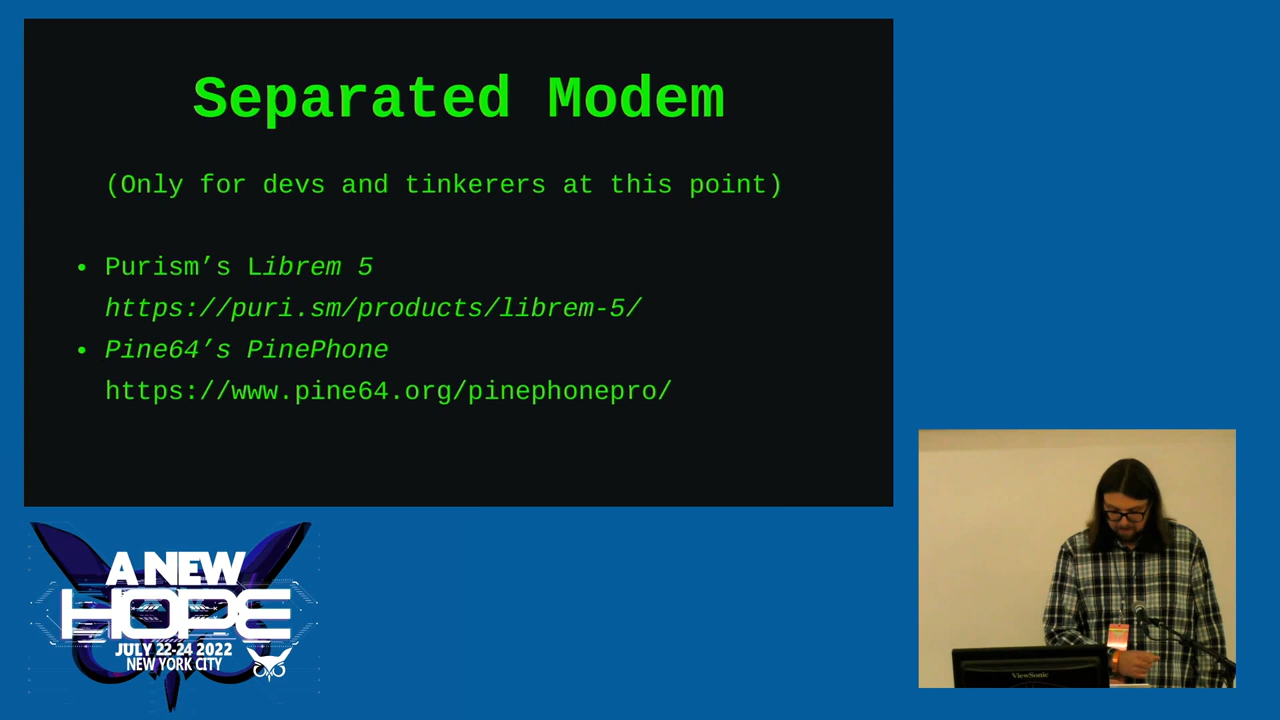 Separated Modem
(Only for devs and tinkerers at this point)
• Purism’s Librem 5
https://puri.sm/products/librem-5/
• Pine64’s PinePhone
https://www.pine64.org/pinephonepro/
A NEW
HOPE
JULY 22-24 2022
NEW YORK CITY
ViewSonic